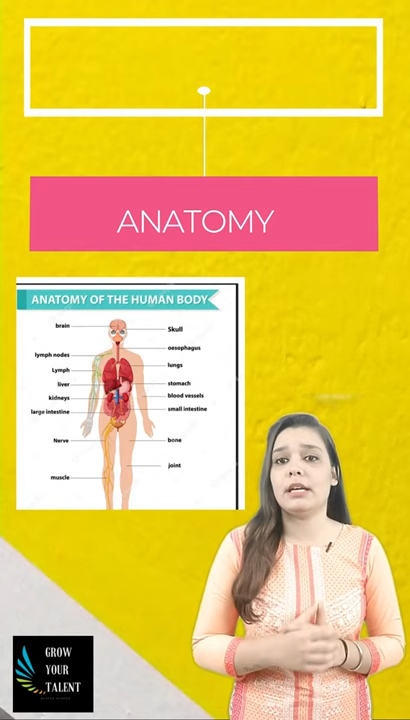 ANATOMY
ANATOMY OF THE HUMAN BODY
brain
Skull
oesophagus
lymph nodes
lungs
Lymph
liver
stomach
kidneys
blood vessels
large intestine
small intestine
Nerve
bone
joint
muscle
GROW
YOUR
TALENT